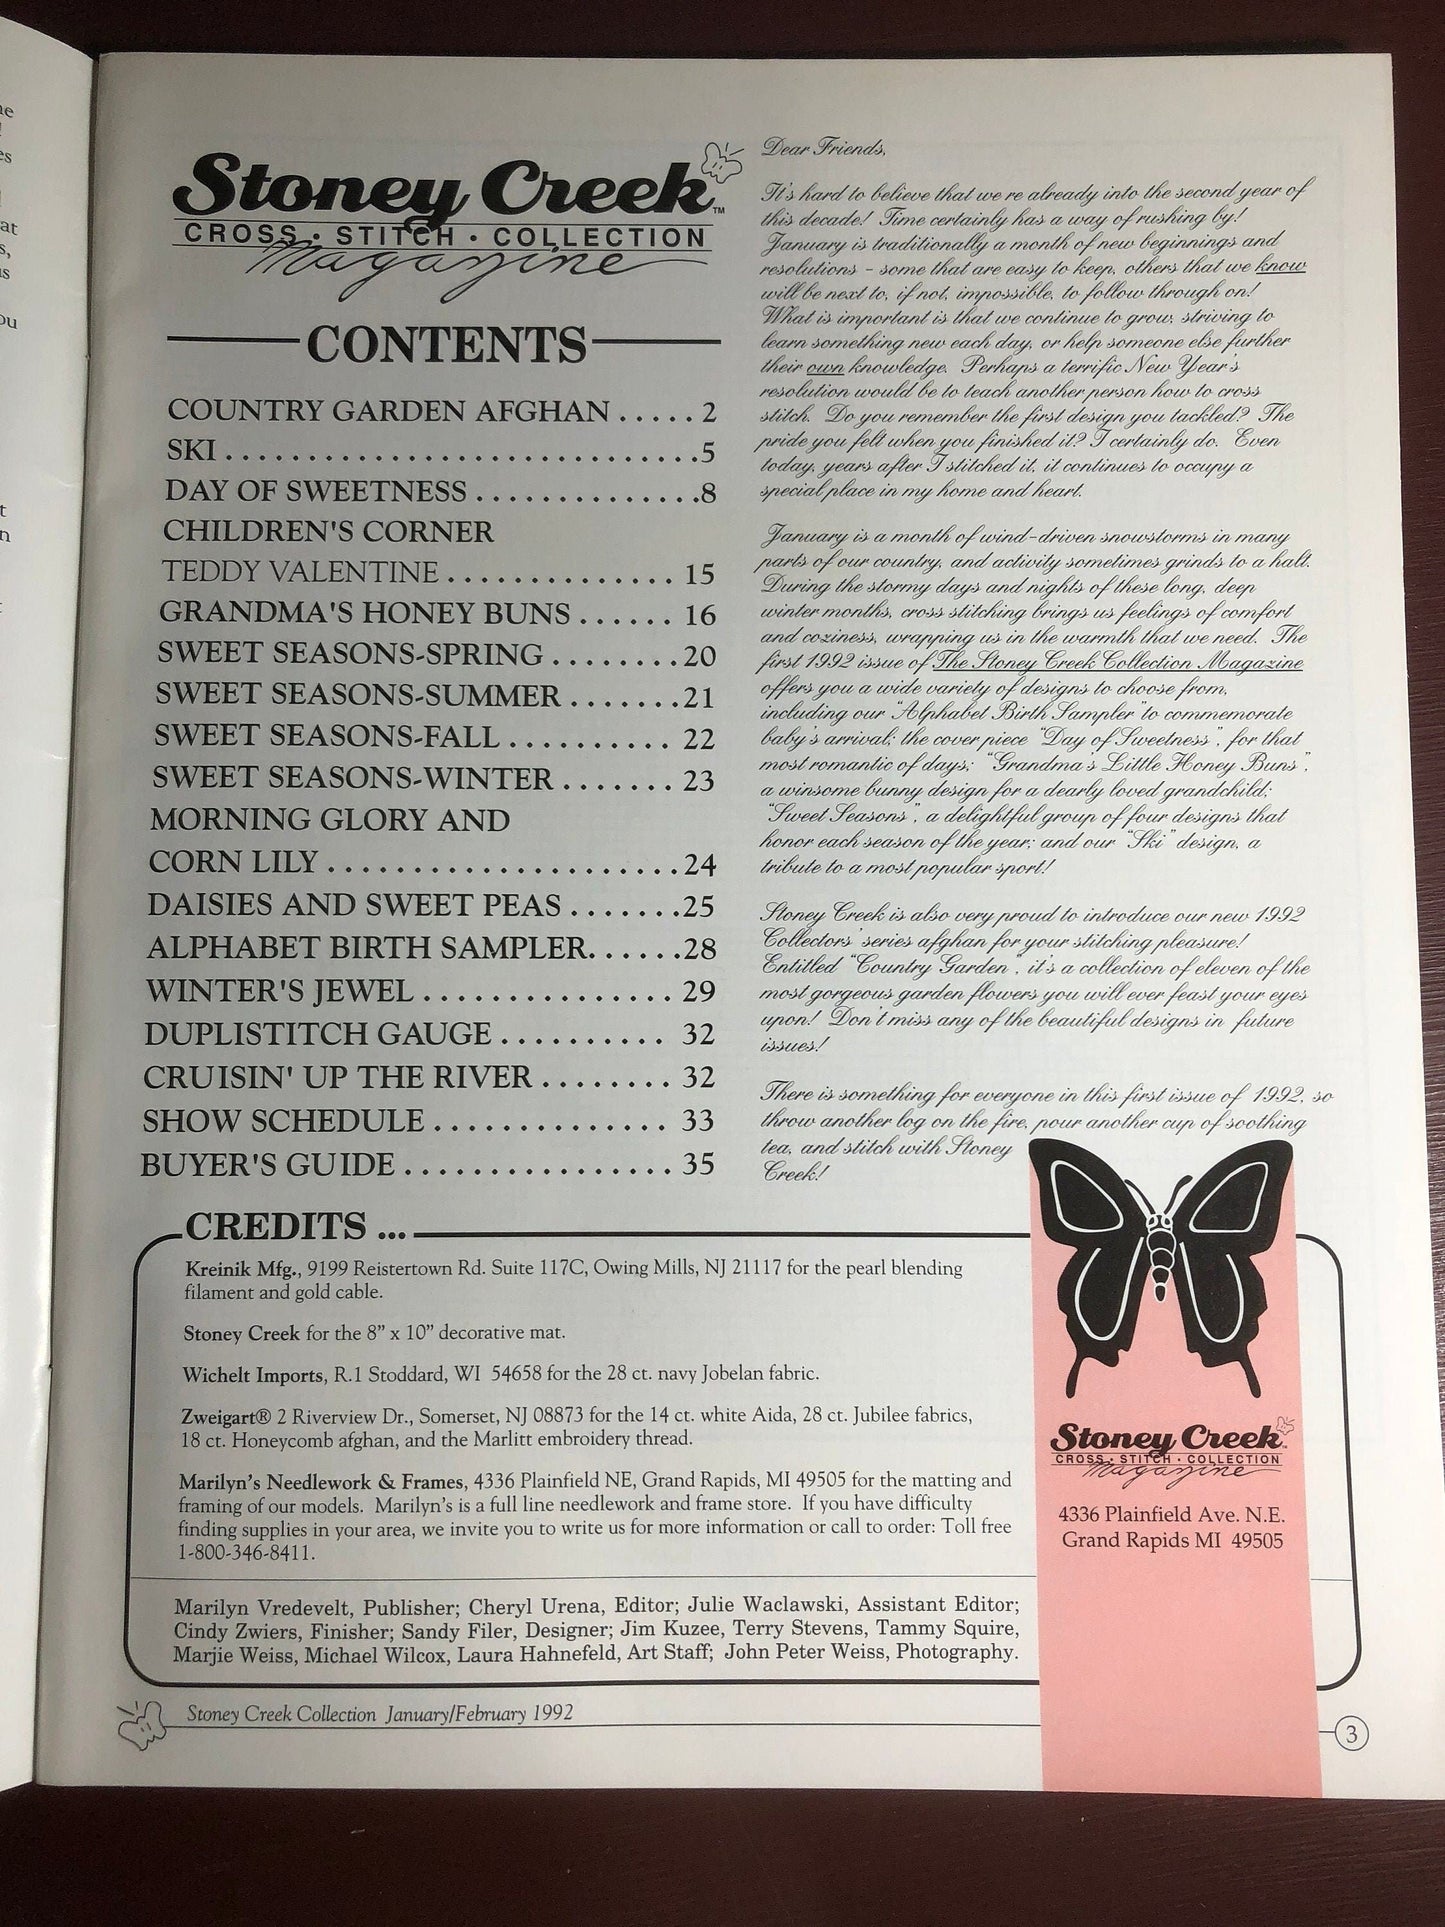 Stoney Creek™
CROSS • STITCH • COLLECTION
Magazine
CONTENTS
COUNTRY GARDEN AFGHAN . . . . . 2
SKI . . . . . . . . . . . . . . . . . . . . . . . . . . . . . 5
DAY OF SWEETNESS . . . . . . . . . . . . . . 8
CHILDREN'S CORNER
TEDDY VALENTINE . . . . . . . . . . . . . . 15
GRANDMA'S HONEY BUNS . . . . . . 16
SWEET SEASONS-SPRING . . . . . . . . 20
SWEET SEASONS-SUMMER . . . . . . . 21
SWEET SEASONS-FALL . . . . . . . . . . 22
SWEET SEASONS-WINTER . . . . . . . 23
MORNING GLORY AND
CORN LILY . . . . . . . . . . . . . . . . . . . . . 24
DAISIES AND SWEET PEAS . . . . . . . 25
ALPHABET BIRTH SAMPLER. . . . . . 28
WINTER'S JEWEL . . . . . . . . . . . . . . . 29
DUPLISTITCH GAUGE . . . . . . . . . . 32
CRUISIN' UP THE RIVER . . . . . . . . 32
SHOW SCHEDULE . . . . . . . . . . . . . . 33
BUYER'S GUIDE . . . . . . . . . . . . . . . . 35
Dear Friends,
It's hard to believe that we're already into the second year of
this decade! Time certainly has a way of rushing by!
January is traditionally a month of new beginnings and
resolutions - some that are easy to keep, others that we know
will be next to, if not, impossible, to follow through on!
What is important is that we continue to grow, striving to
learn something new each day, or help someone else further
their own knowledge. Perhaps a terrific New Year's
resolution would be to teach another person how to cross
stitch. Do you remember the first design you tackled? The
pride you felt when you finished it? I certainly do. Even
today, years after I stitched it, it continues to occupy a
special place in my home and heart.
January is a month of wind-driven snowstorms in many
parts of our country, and activity sometimes grinds to a halt.
During the stormy days and nights of these long, deep
winter months, cross stitching brings us feelings of comfort
and coziness, wrapping us in the warmth that we need. The
first 1992 issue of The Stoney Creek Collection Magazine
offers you a wide variety of designs to choose from,
including our "Alphabet Birth Sampler" to commemorate
baby's arrival; the cover piece "Day of Sweetness", for that
most romantic of days; "Grandma's Little Honey Buns",
a winsome bunny design for a dearly loved grandchild;
"Sweet Seasons", a delightful group of four designs that
honor each season of the year; and our "Ski" design, a
tribute to a most popular sport!
Stoney Creek is also very proud to introduce our new 1992
Collectors' series afghan for your stitching pleasure!
Entitled "Country Garden", it's a collection of eleven of the
most gorgeous garden flowers you will ever feast your eyes
upon! Don't miss any of the beautiful designs in future
issues!
There is something for everyone in this first issue of 1992, so
throw another log on the fire, pour another cup of soothing
tea, and stitch with Stoney
Creek!
CREDITS ...
Kreinik Mfg., 9199 Reistertown Rd. Suite 117C, Owing Mills, NJ 21117 for the pearl blending
filament and gold cable.
Stoney Creek for the 8" x 10" decorative mat.
Wichelt Imports, R.1 Stoddard, WI 54658 for the 28 ct. navy Jobelan fabric.
Zweigart® 2 Riverview Dr., Somerset, NJ 08873 for the 14 ct. white Aida, 28 ct. Jubilee fabrics,
18 ct. Honeycomb afghan, and the Marlitt embroidery thread.
Marilyn's Needlework & Frames, 4336 Plainfield NE, Grand Rapids, MI 49505 for the matting and
framing of our models. Marilyn's is a full line needlework and frame store. If you have difficulty
finding supplies in your area, we invite you to write us for more information or call to order: Toll free
1-800-346-8411.
Marilyn Vredevelt, Publisher; Cheryl Urena, Editor; Julie Waclawski, Assistant Editor;
Cindy Zwiers, Finisher; Sandy Filer, Designer; Jim Kuzee, Terry Stevens, Tammy Squire,
Marjie Weiss, Michael Wilcox, Laura Hahnefeld, Art Staff; John Peter Weiss, Photography.
Stoney Creek™
CROSS • STITCH • COLLECTION
Magazine
4336 Plainfield Ave. N.E.
Grand Rapids MI 49505
Stoney Creek Collection January/February 1992
3